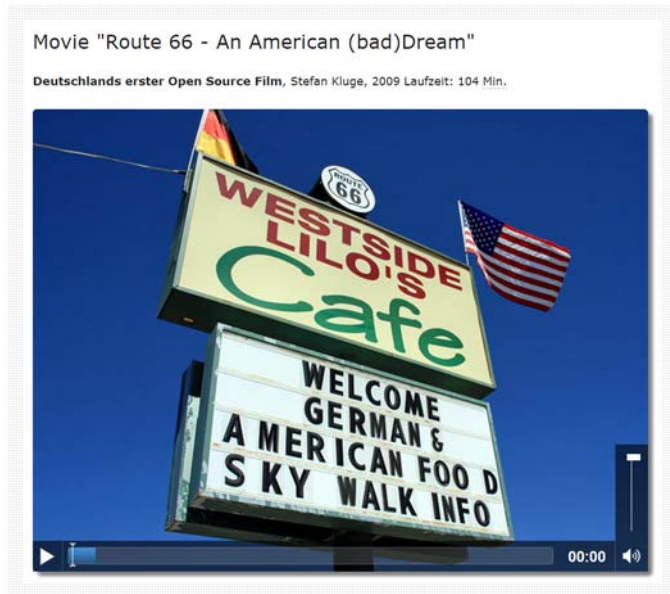 Movie "Route 66 - An American (bad)Dream"
Deutschlands erster Open Source Film, Stefan Kluge, 2009 Laufzeit: 104 Min.
ROUTE
66
WESTSIDE
LILO'S
Cafe
WELCOME
GERMAN &
AMERICAN FOOD
SKY WALK INFO
00:00